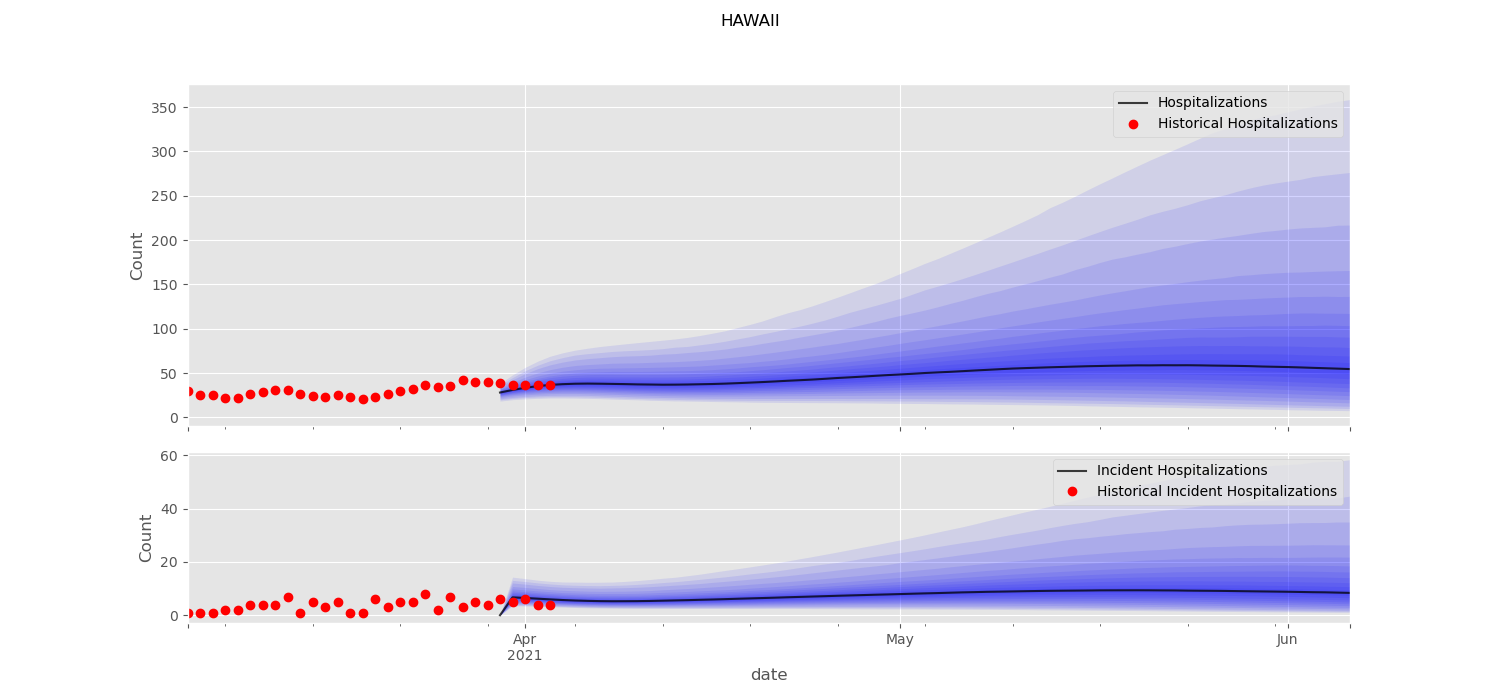 HAWAII
350
300
250
200
150
100
50
0
Count
Hospitalizations
Historical Hospitalizations
60
40
20
0
Count
Incident Hospitalizations
Historical Incident Hospitalizations
Apr
2021
May
Jun
date